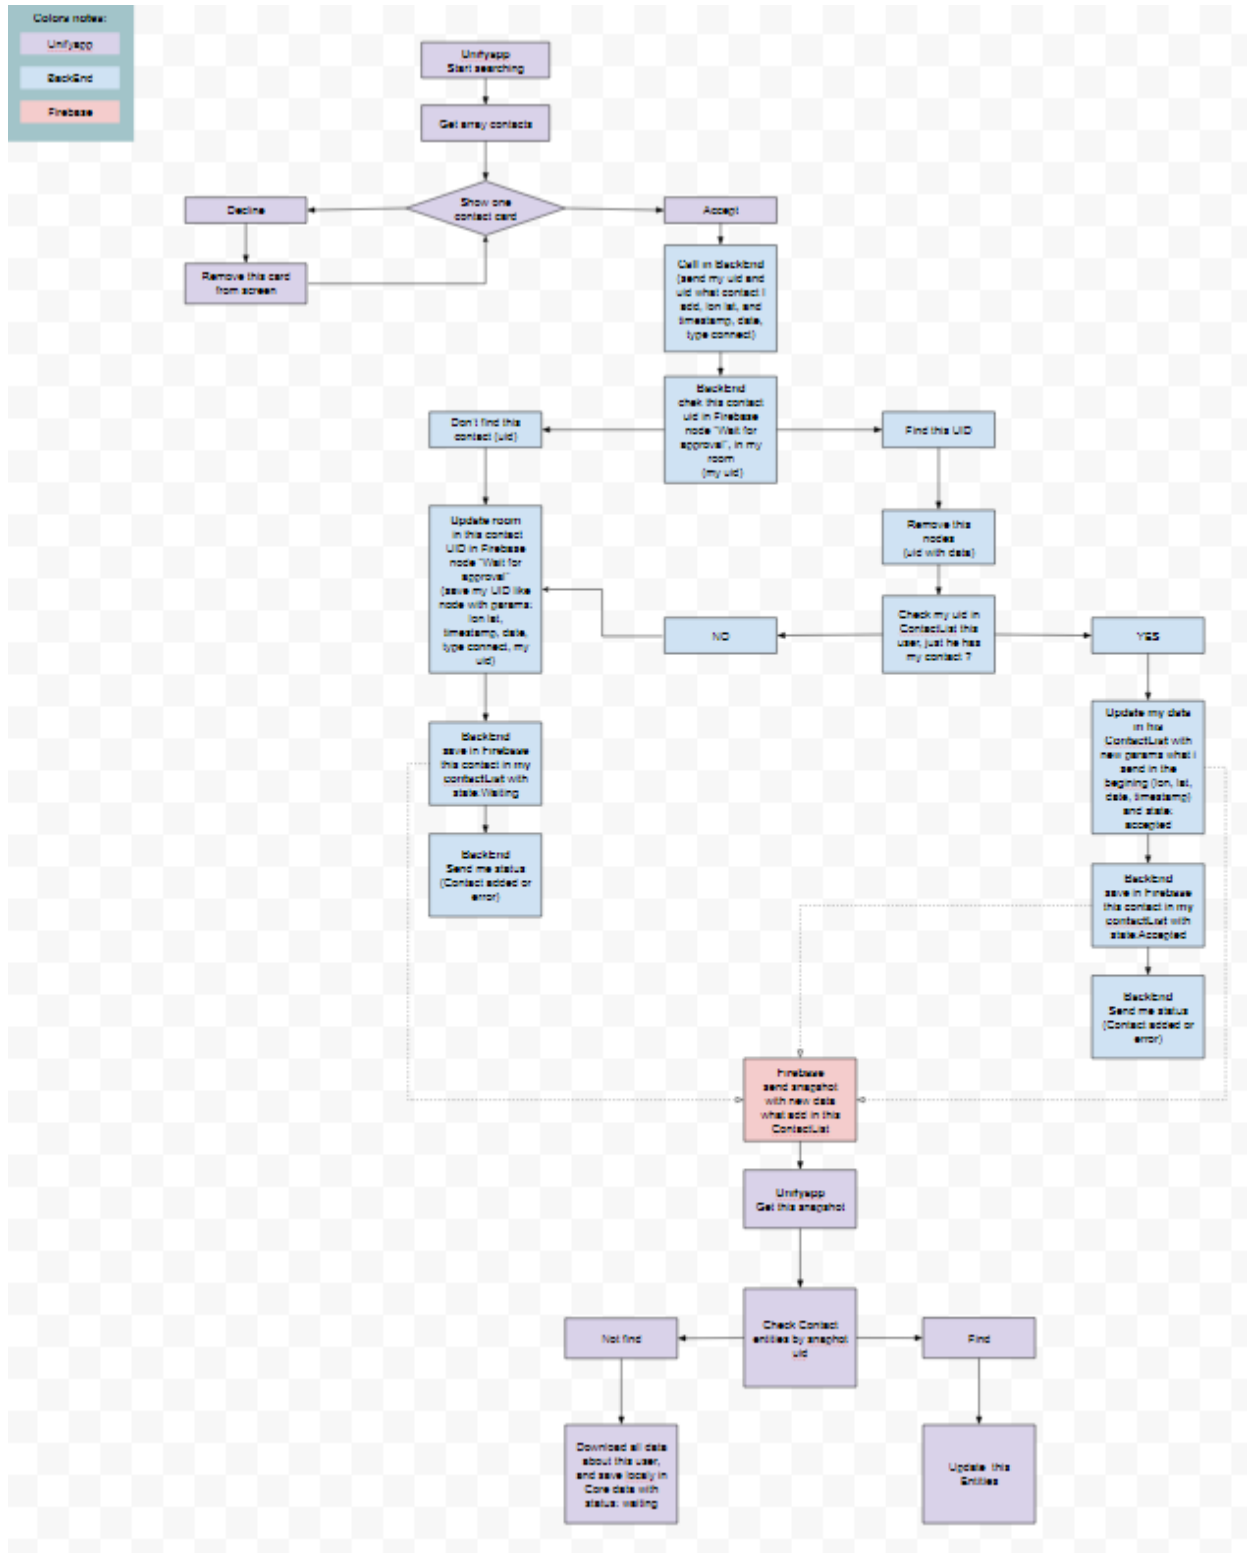 Colors notes:
Unifyapp
BackEnd
Firebase
Unifyapp
Start searching
Get array contacts
Show one
contact card
Decline
Accept
Remove this card
from screen
Call in BackEnd
(send my uid and
uid what contact I
add, lon lat, and
timestamp, date,
type connect)
BackEnd
chek this contact
uid in Firebase
node "Wait for
approval", in my
room
(my uid)
Don't find this
contact (uid)
Find this UID
Update room
in this contact
UID in Firebase
node "Wait for
approval"
(save my UID like
node with params:
lon lat,
timestamp, date,
type connect, my
uid)
Remove this
nodes
(uid with data)
Check my uid in
ContactList this
user, just he has
my contact ?
NO
YES
Update my data
in his
ContactList with
new params what I
send in the
begining (lon, lat,
date, timestamp)
and state:
accepted
BackEnd
save in Firebase
this contact in my
contactList with
state:Waiting
BackEnd
Send me status
(Contact added or
error)
BackEnd
save in Firebase
this contact in my
contactList with
state:Accepted
BackEnd
Send me status
(Contact added or
error)
Firebase
send snapshot
with new data
what add in this
ContactList
Unifyapp
Get this snapshot
Check Contact
entities by snaphot
uid
Not find
Find
Download all data
about this user,
and save localy in
Core data with
status: waiting
Update this
Entities